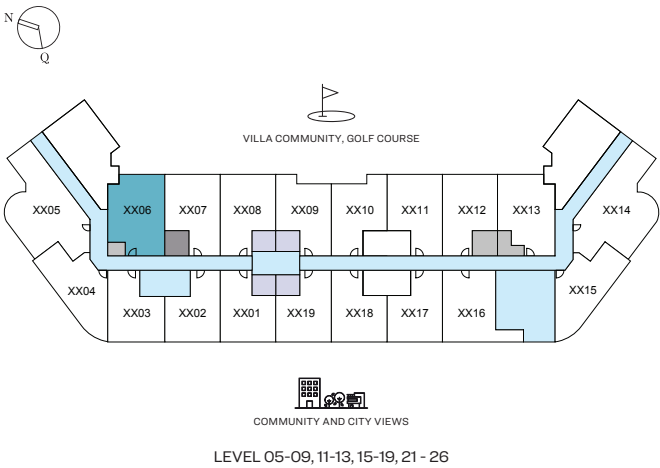 N
Q
VILLA COMMUNITY, GOLF COURSE
XX05
XX06
XX07
XX08
XX09
XX10
XX11
XX12
XX13
XX14
XX04
XX03
XX02
XX01
XX19
XX18
XX17
XX16
XX15
COMMUNITY AND CITY VIEWS
LEVEL 05-09, 11-13, 15-19, 21 - 26